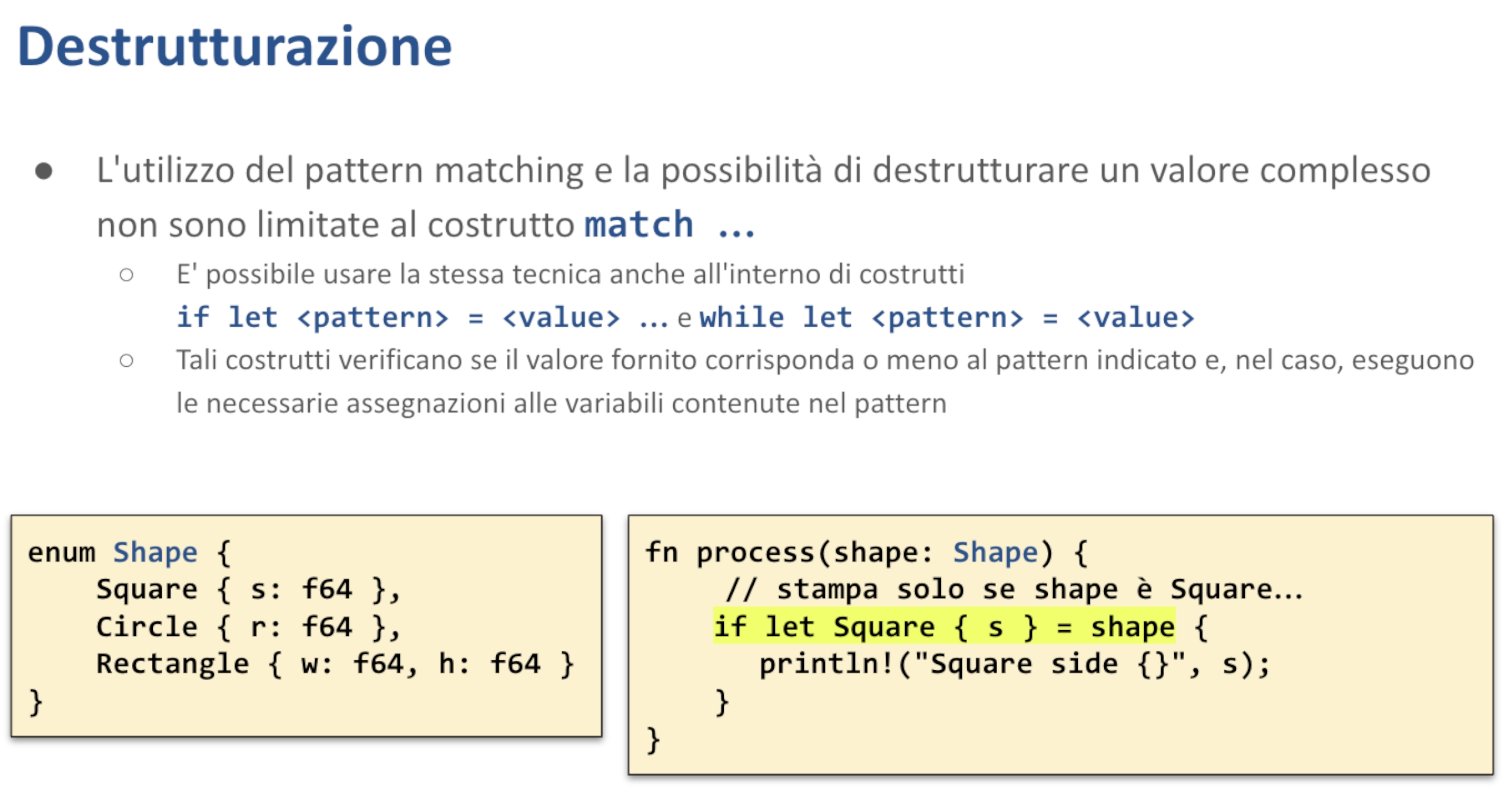 Destrutturazione
● L'utilizzo del pattern matching e la possibilità di destrutturare un valore complesso
non sono limitate al costrutto match ...
○ E' possibile usare la stessa tecnica anche all'interno di costrutti
if let <pattern> = <value> ... e while let <pattern> = <value>
○ Tali costrutti verificano se il valore fornito corrisponda o meno al pattern indicato e, nel caso, eseguono
le necessarie assegnazioni alle variabili contenute nel pattern
enum Shape {
    Square { s: f64 },
    Circle { r: f64 },
    Rectangle { w: f64, h: f64 }
}
fn process(shape: Shape) {
    // stampa solo se shape è Square...
    if let Square { s } = shape {
        println!("Square side {}", s);
    }
}